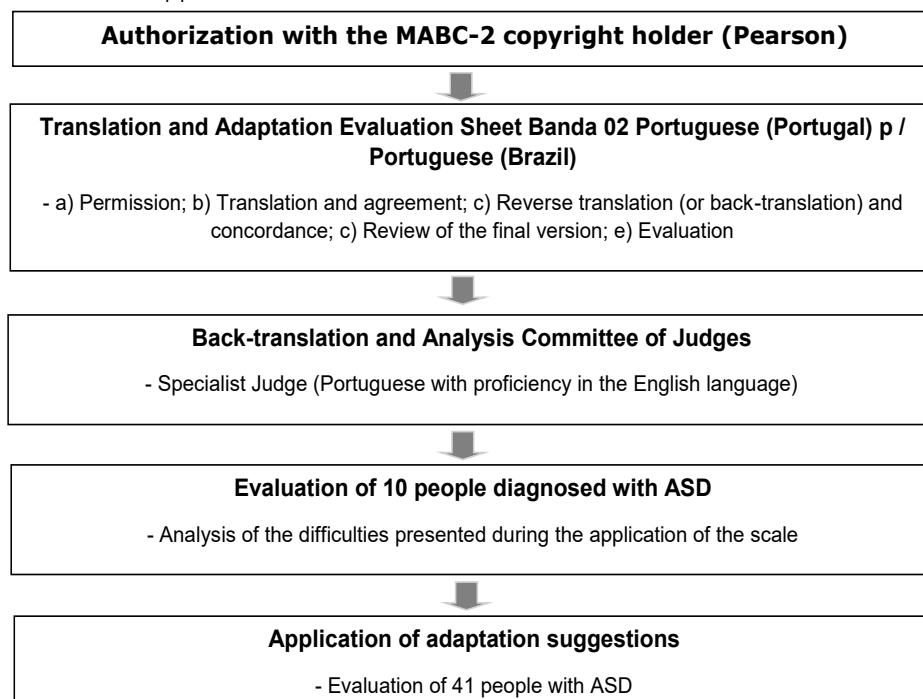 Authorization with the MABC-2 copyright holder (Pearson)
Translation and Adaptation Evaluation Sheet Banda 02 Portuguese (Portugal) p /
Portuguese (Brazil)
- a) Permission; b) Translation and agreement; c) Reverse translation (or back-translation) and
concordance; c) Review of the final version; e) Evaluation
Back-translation and Analysis Committee of Judges
- Specialist Judge (Portuguese with proficiency in the English language)
Evaluation of 10 people diagnosed with ASD
- Analysis of the difficulties presented during the application of the scale
Application of adaptation suggestions
- Evaluation of 41 people with ASD